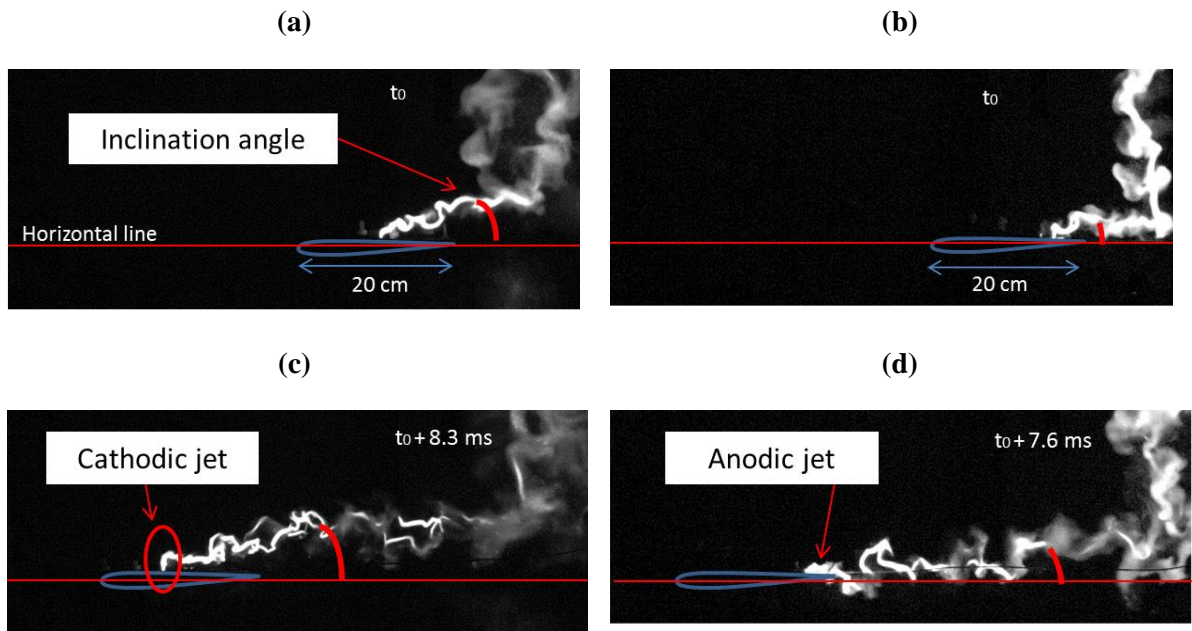 (a)
(b)
t0
Inclination angle
Horizontal line
20 cm
t0
20 cm
(c)
(d)
t0 + 8.3 ms
Cathodic jet
t0 + 7.6 ms
Anodic jet